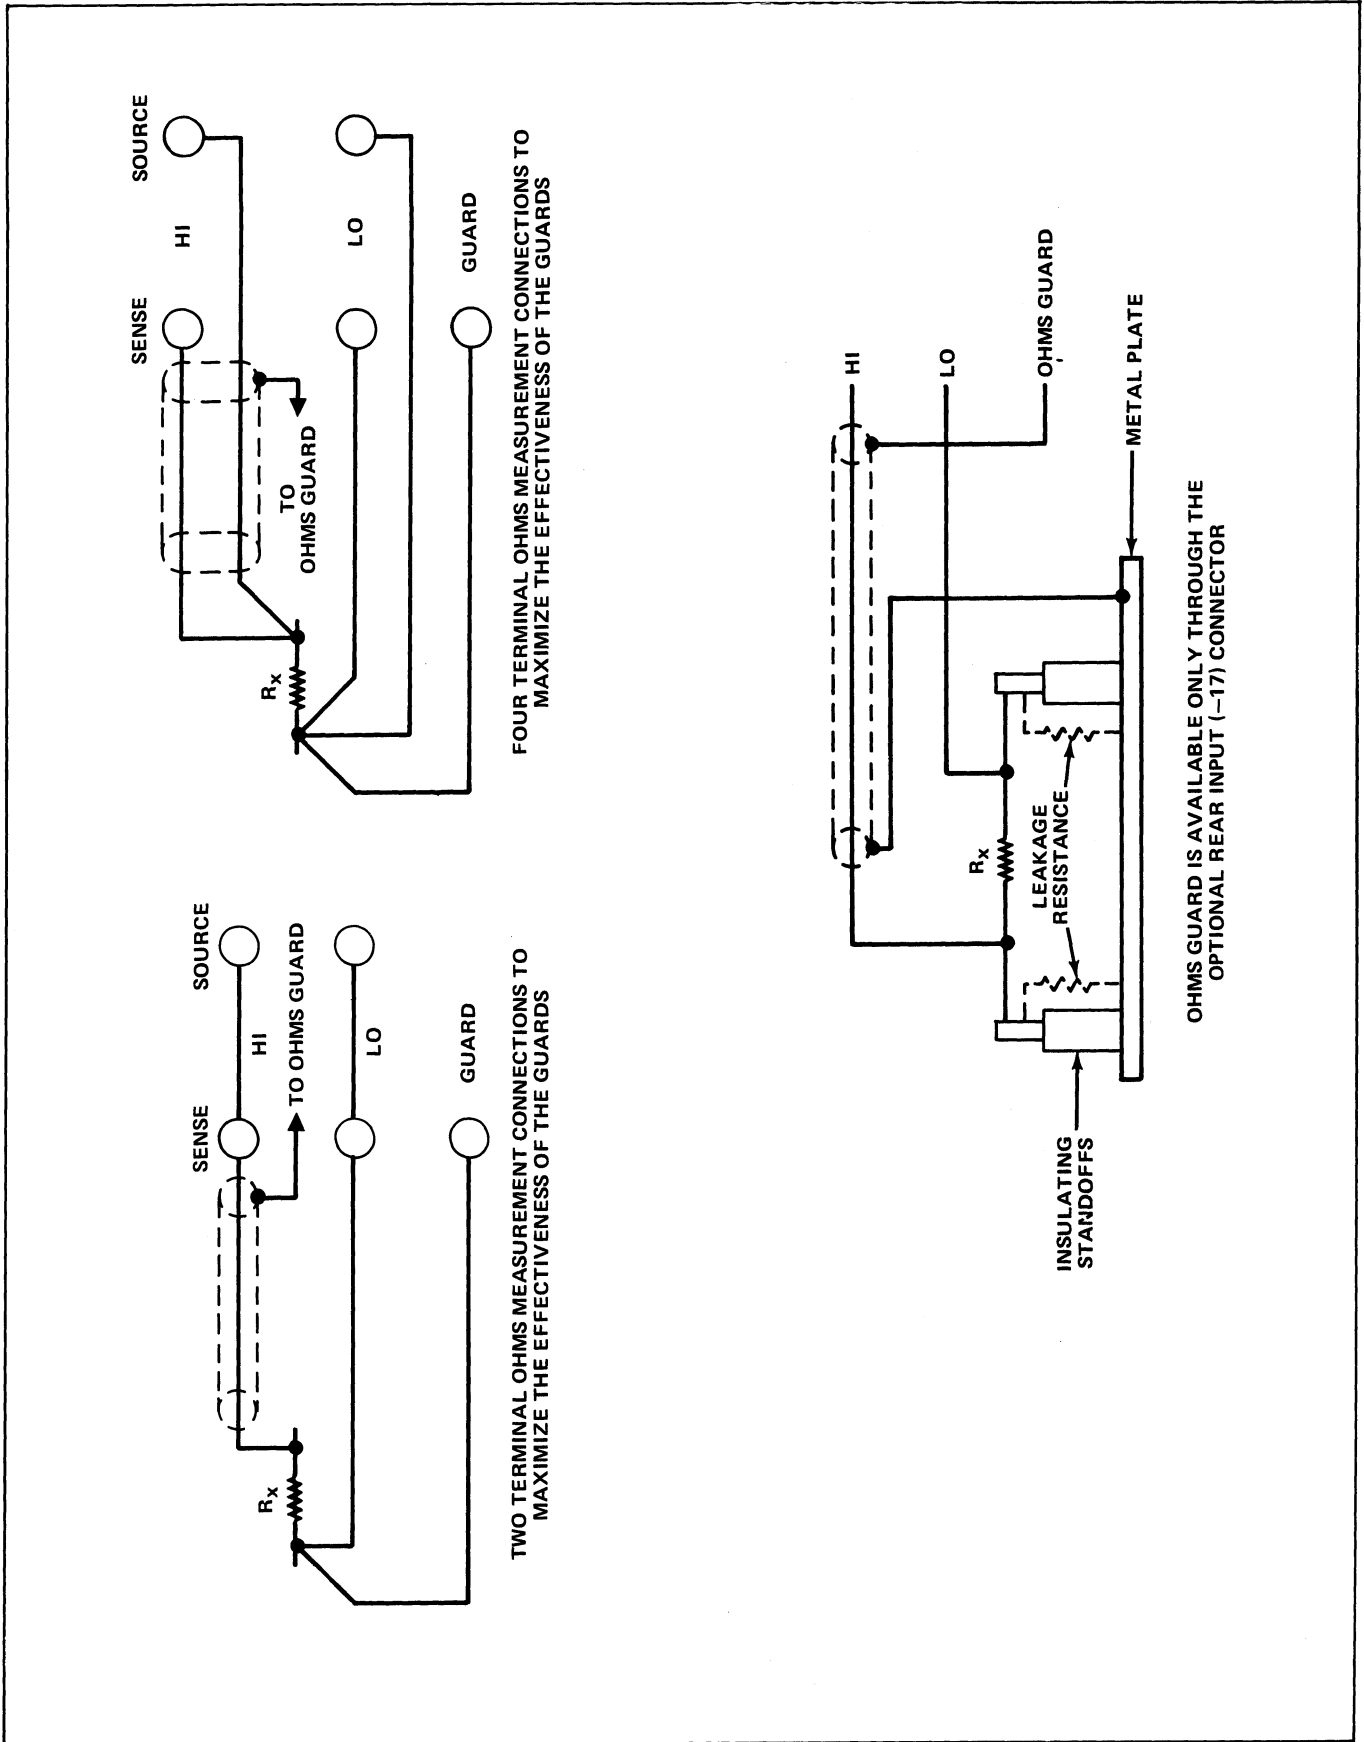 SENSE
SOURCE
HI
TO OHMS GUARD
LO
GUARD
Rx
TWO TERMINAL OHMS MEASUREMENT CONNECTIONS TO
MAXIMIZE THE EFFECTIVENESS OF THE GUARDS
SENSE
SOURCE
HI
TO
OHMS GUARD
LO
GUARD
Rx
FOUR TERMINAL OHMS MEASUREMENT CONNECTIONS TO
MAXIMIZE THE EFFECTIVENESS OF THE GUARDS
HI
LO
OHMS GUARD
Rx
LEAKAGE
RESISTANCE
INSULATING
STANDOFFS
METAL PLATE
OHMS GUARD IS AVAILABLE ONLY THROUGH THE
OPTIONAL REAR INPUT (–17) CONNECTOR